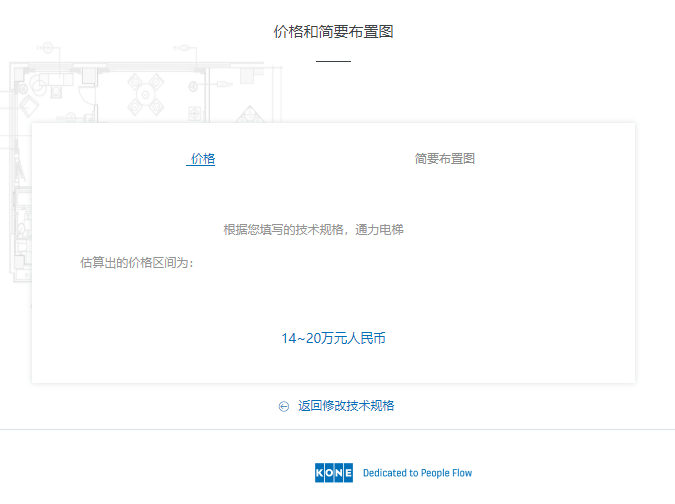 价格和简要布置图
价格
简要布置图
根据您填写的技术规格，通力电梯
估算出的价格区间为：
14~20万元人民币
返回修改技术规格
KONE
Dedicated to People Flow